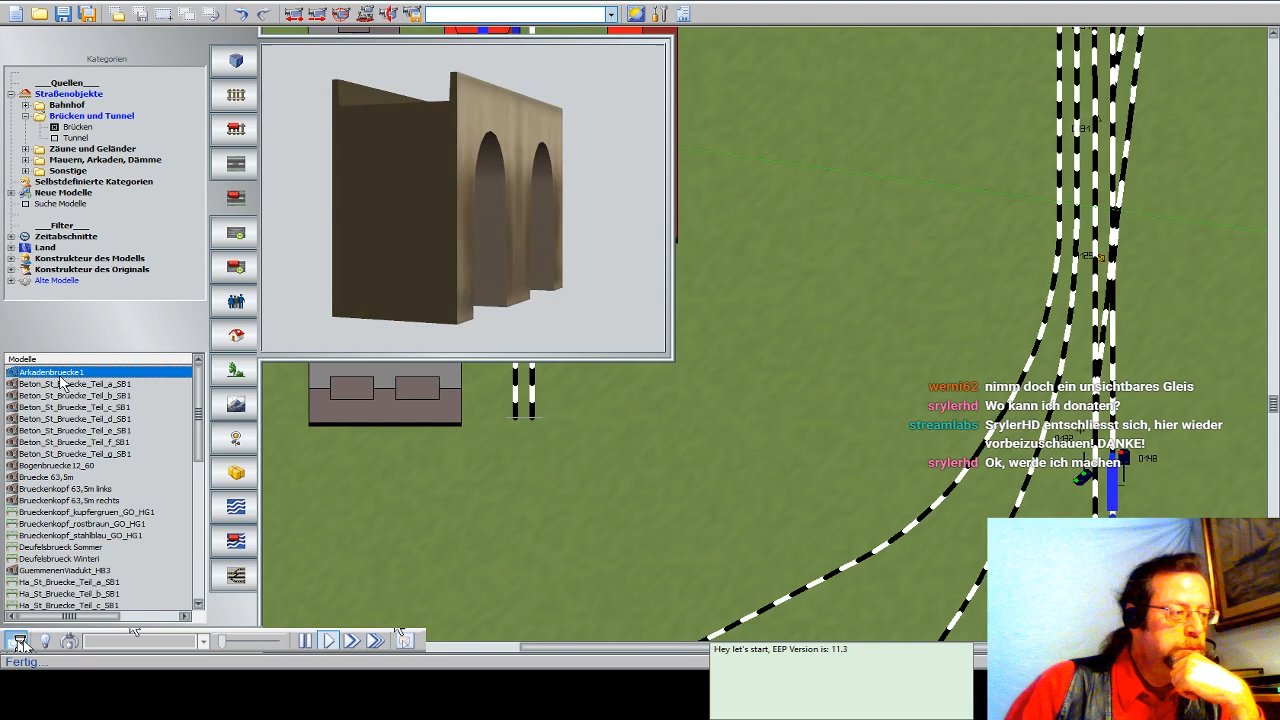 Kategorien
___Quellen___
Straßenobjekte
Bahnhof
Brücken und Tunnel
Brücken
Tunnel
Zäune und Geländer
Mauern, Arkaden, Dämme
Sonstige
Selbstdefinierte Kategorien
Neue Modelle
Suche Modelle
___Filter___
Zeitabschnitte
Land
Konstrukteur des Modells
Konstrukteur des Originals
Alte Modelle
Modelle
Arkadenbruecke1
Beton_St_Bruecke_Teil_a_SB1
Beton_St_Bruecke_Teil_b_SB1
Beton_St_Bruecke_Teil_c_SB1
Beton_St_Bruecke_Teil_d_SB1
Beton_St_Bruecke_Teil_e_SB1
Beton_St_Bruecke_Teil_f_SB1
Beton_St_Bruecke_Teil_g_SB1
Bogenbruecke12_60
Bruecke 63,5m
Brueckenkopf 63,5m links
Brueckenkopf 63,5m rechts
Brueckenkopf_kupfergruen_GO_HG1
Brueckenkopf_rostbraun_GO_HG1
Brueckenkopf_stahlblau_GO_HG1
Deufelsbrueck Sommer
Deufelsbrueck Winteri
GuemmenenViadukt_HB3
Ha_St_Bruecke_Teil_a_SB1
Ha_St_Bruecke_Teil_b_SB1
Ha_St_Bruecke_Teil_c_SB1
Fertig...
werni62 nimm doch ein unsichtbares Gleis
srylerhd Wo kann ich donaten?
streamlabs SrylerHD entschliesst sich, hier wieder
vorbeizuschauen! DANKE!
srylerhd Ok, werde ich machen
0148
Hey let's start, EEP Version is: 11.3